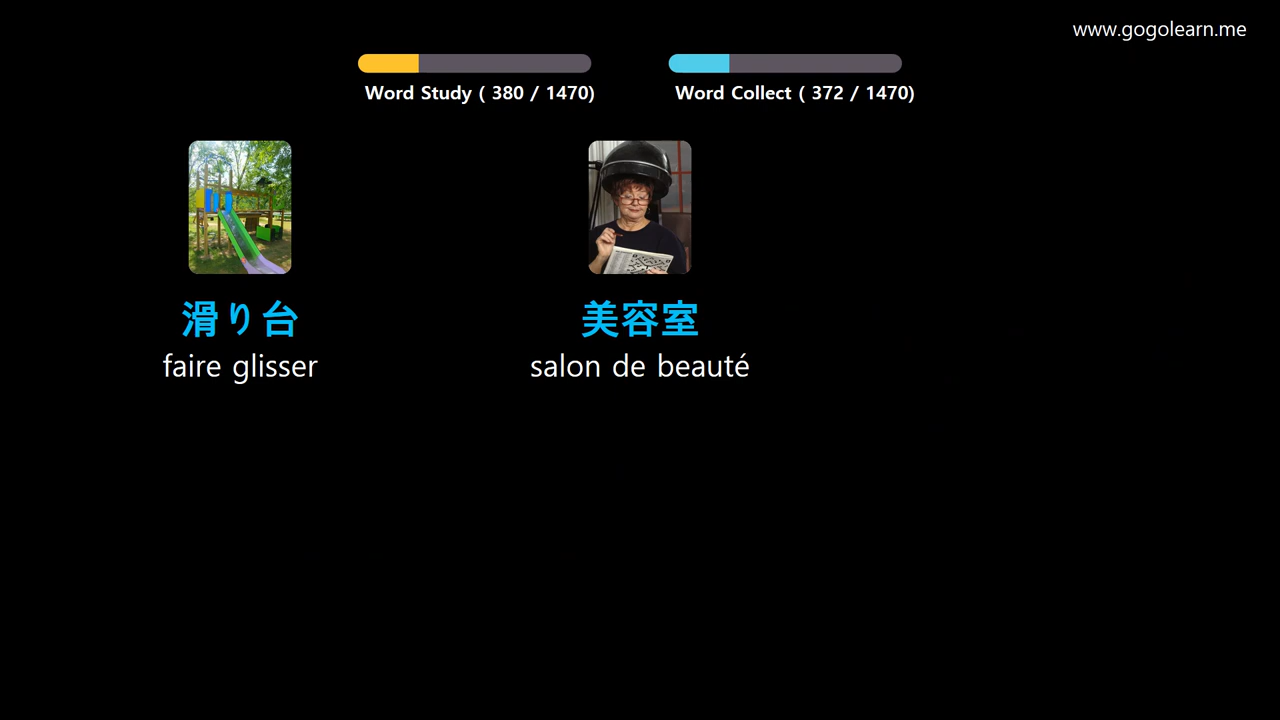 www.gogolearn.me
Word Study ( 380 / 1470)
Word Collect ( 372 / 1470)
滑り台
faire glisser
美容室
salon de beauté